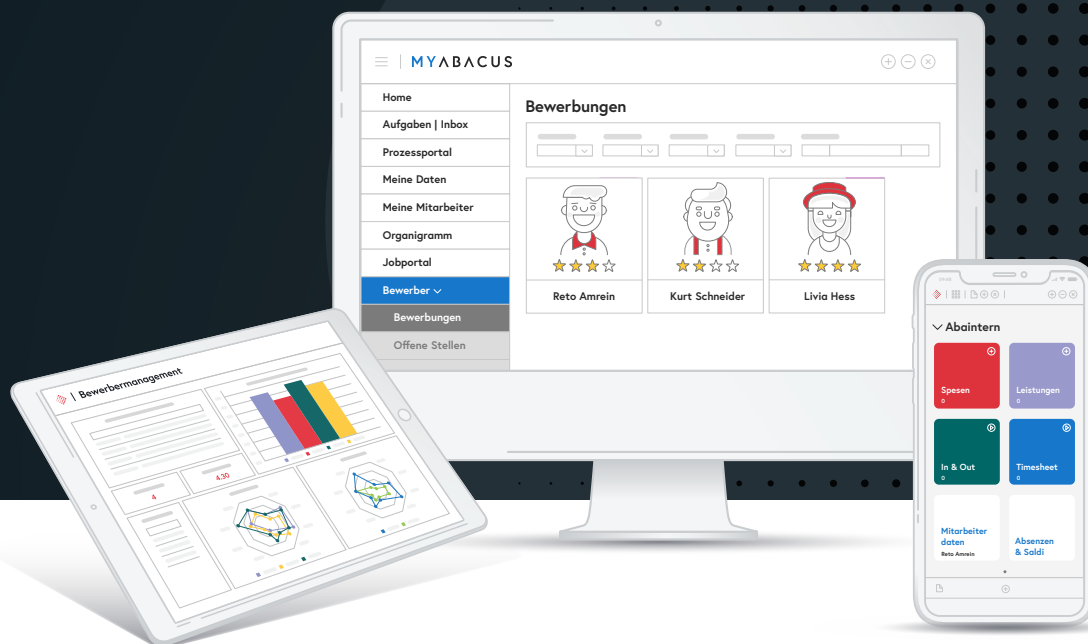 MYABACUS
Home
Aufgaben | Inbox
Prozessportal
Meine Daten
Meine Mitarbeiter
Organigramm
Jobportal
Bewerber
Bewerbungen
Offene Stellen
Bewerbungen
Reto Amrein
Kurt Schneider
Livia Hess
| Bewerbermanagement
4
4.30
Abaintern
Spesen
0
Leistungen
0
In & Out
0
Timesheet
0
Mitarbeiter
daten
Reto Amrein
Absenzen
& Saldi